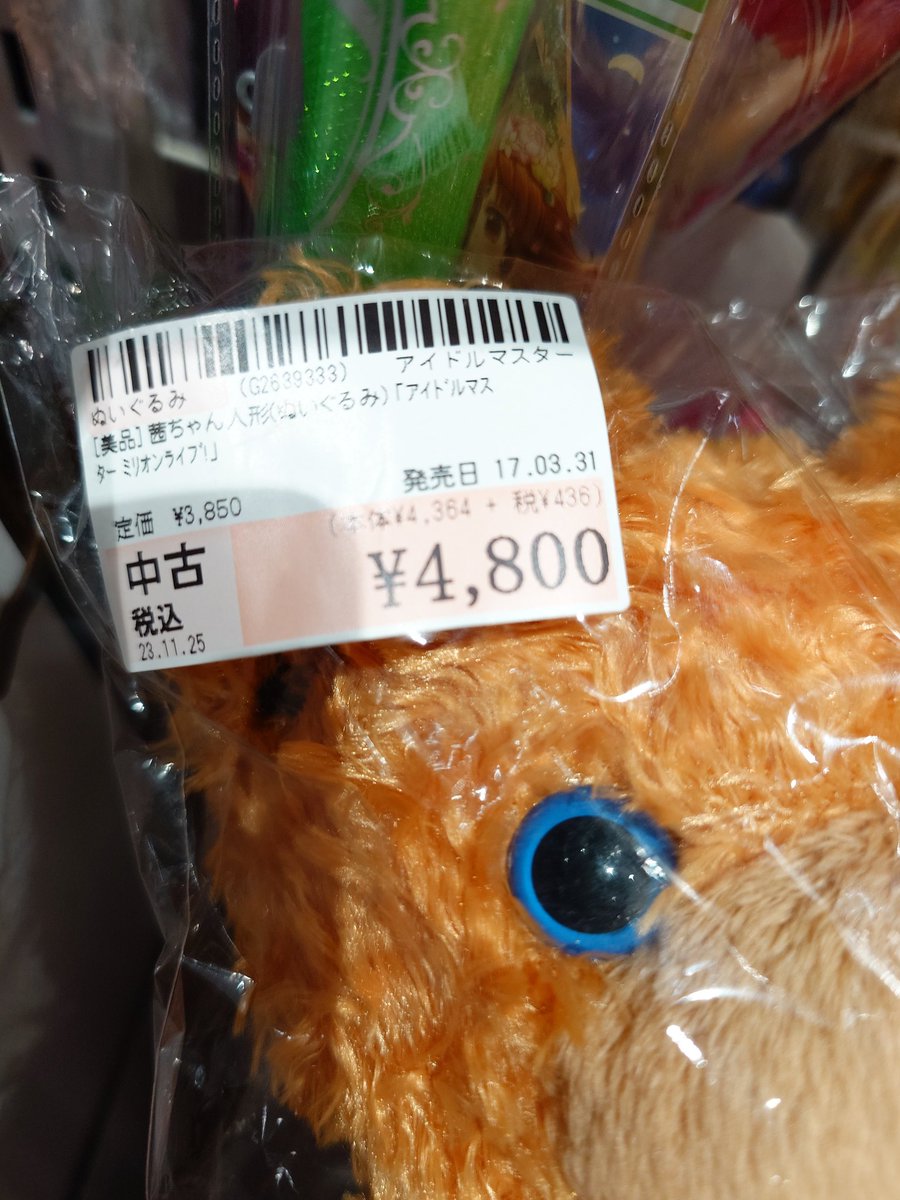 アイドルマスター
ぬいぐるみ (G2639333)
[美品] 茜ちゃん人形(ぬいぐるみ)「アイドルマス
ター ミリオンライブ!」
発売日 17.03.31
定価 ¥3,850
(本体¥4,364 + 税¥436)
中古 ¥4,800
税込
23.11.25